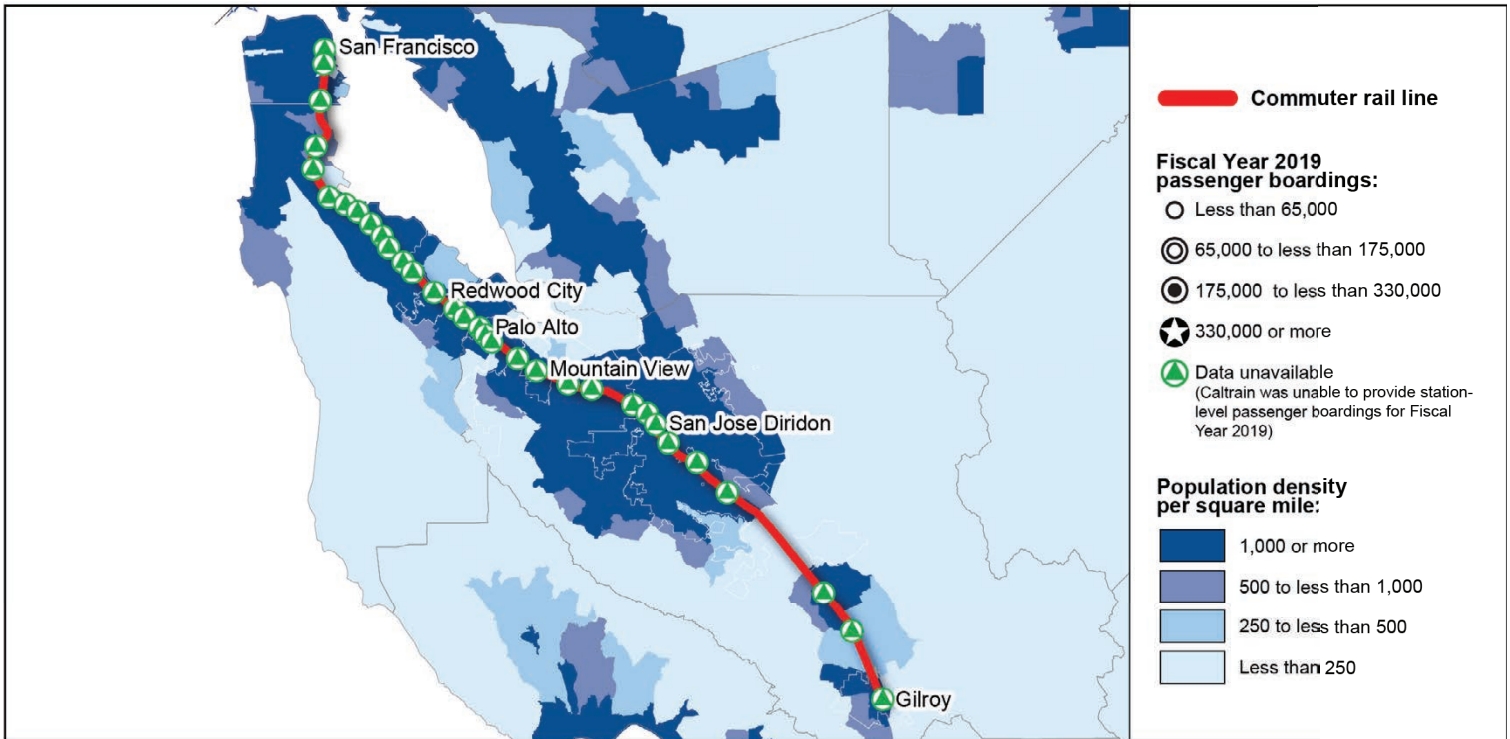 San Francisco
Redwood City
Palo Alto
Mountain View
San Jose Diridon
Gilroy
Commuter rail line
Fiscal Year 2019
passenger boardings:
Less than 65,000
65,000 to less than 175,000
175,000 to less than 330,000
330,000 or more
Data unavailable
(Caltrain was unable to provide station-
level passenger boardings for Fiscal
Year 2019)
Population density
per square mile:
1,000 or more
500 to less than 1,000
250 to less than 500
Less than 250